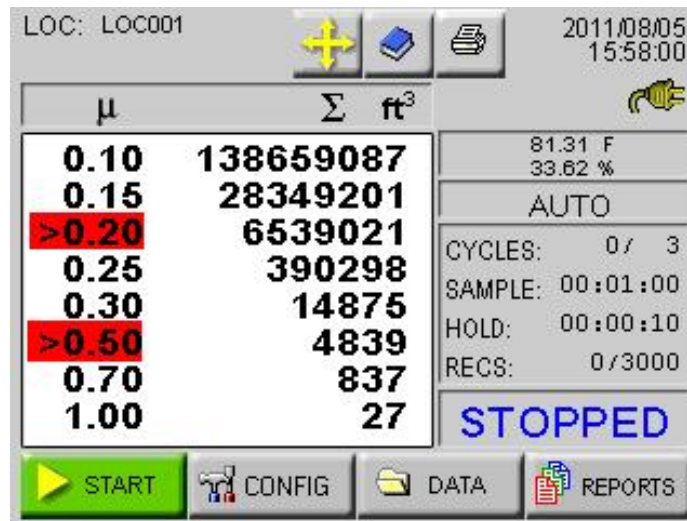 LOC: LOC001
2011/08/05
15:58:00
μ Σ ft³
0.10 138659087
0.15 28349201
>0.20 6539021
0.25 390298
0.30 14875
>0.50 4839
0.70 837
1.00 27
81.31 F
33.62 %
AUTO
CYCLES: 0/ 3
SAMPLE: 00:01:00
HOLD: 00:00:10
RECS: 0/3000
STOPPED
START CONFIG DATA REPORTS